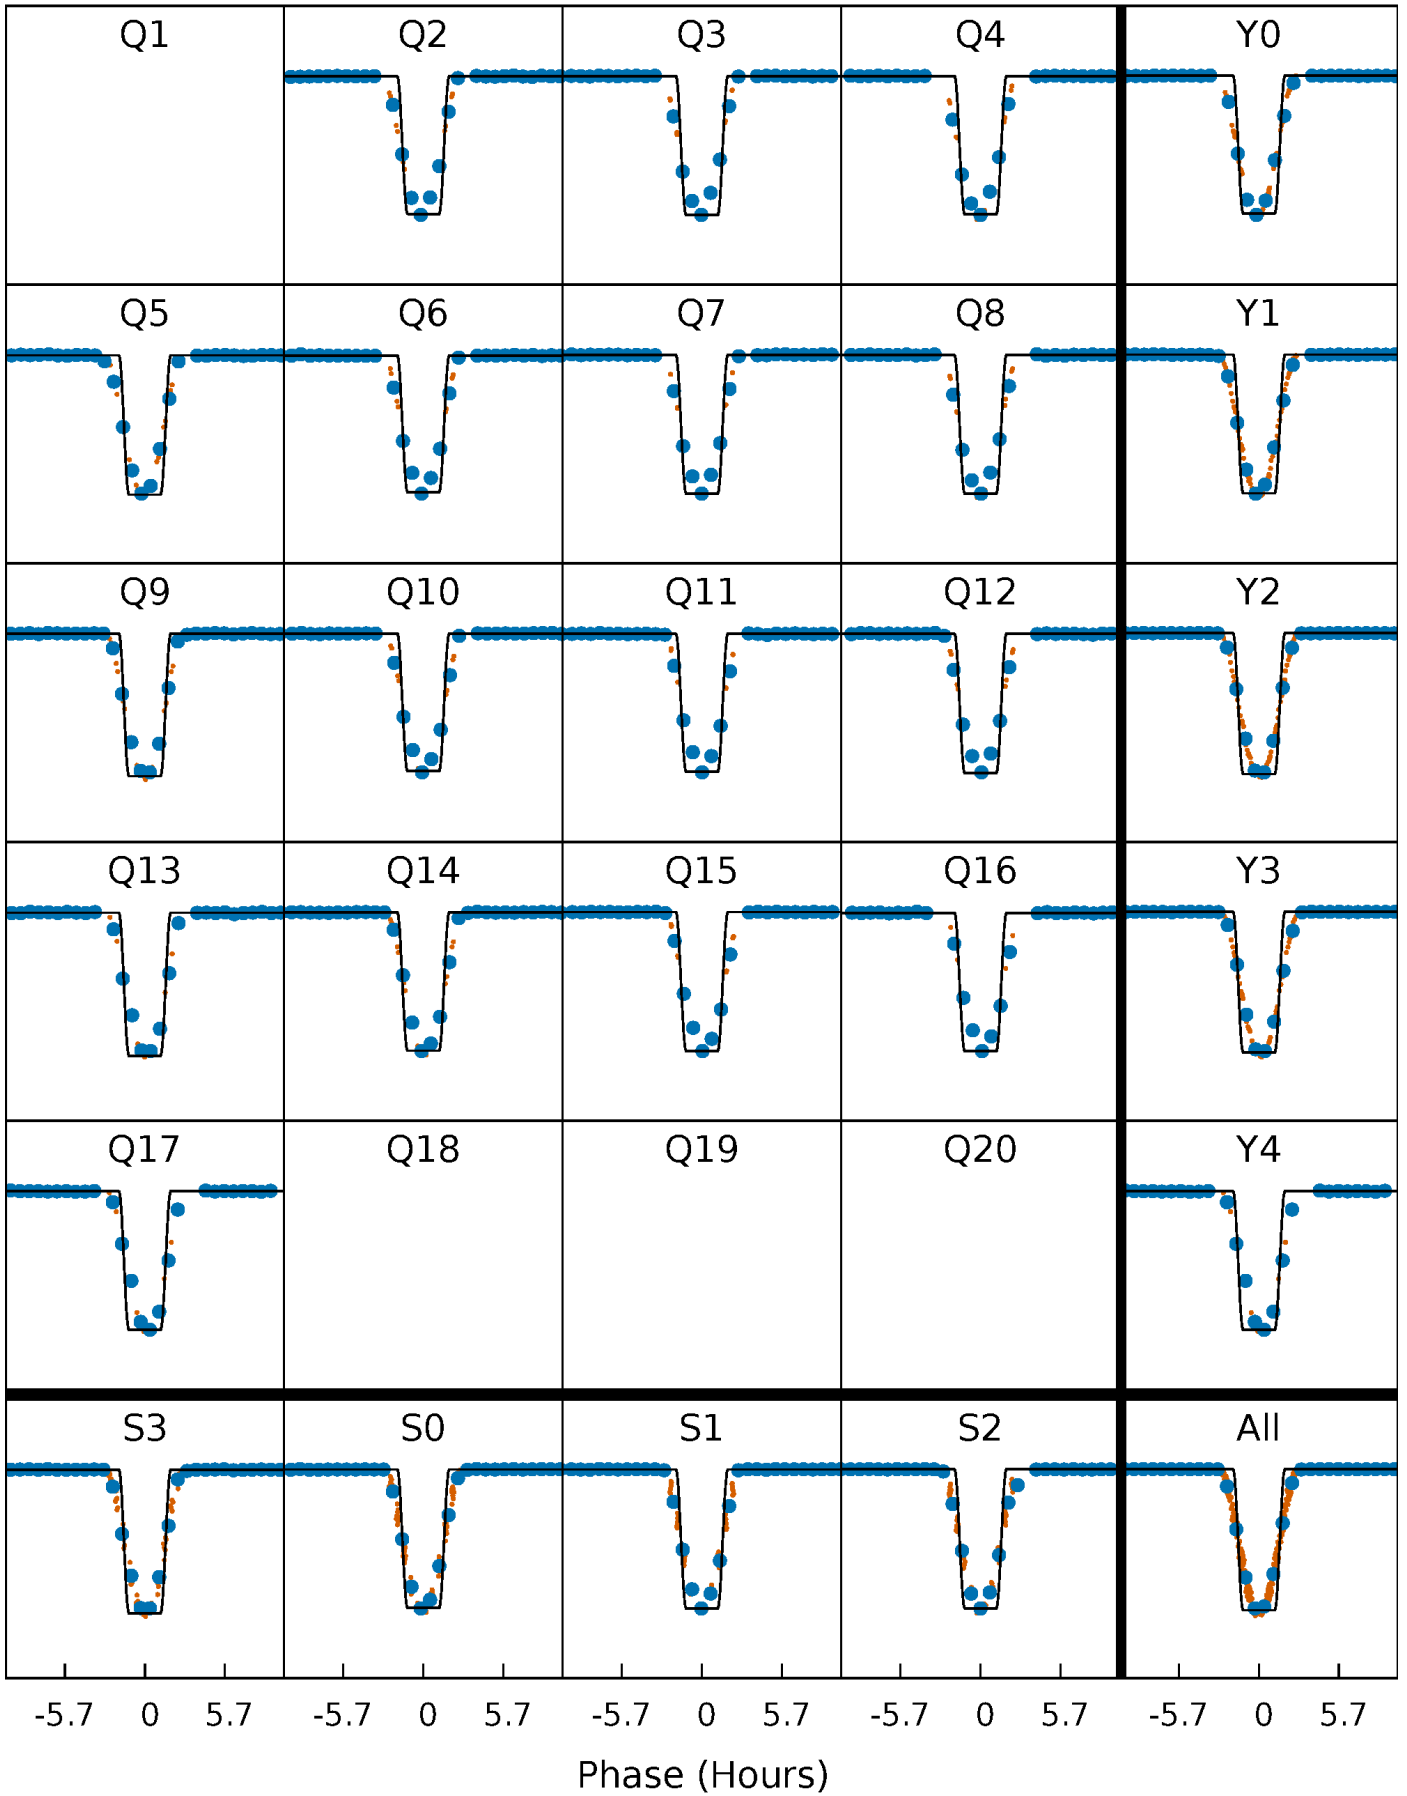 Q1 Q2 Q3 Q4 Y0
Q5 Q6 Q7 Q8 Y1
Q9 Q10 Q11 Q12 Y2
Q13 Q14 Q15 Q16 Y3
Q17 Q18 Q19 Q20 Y4
S3 S0 S1 S2 All
-5.7 0 5.7 -5.7 0 5.7 -5.7 0 5.7 -5.7 0 5.7 -5.7 0 5.7
Phase (Hours)